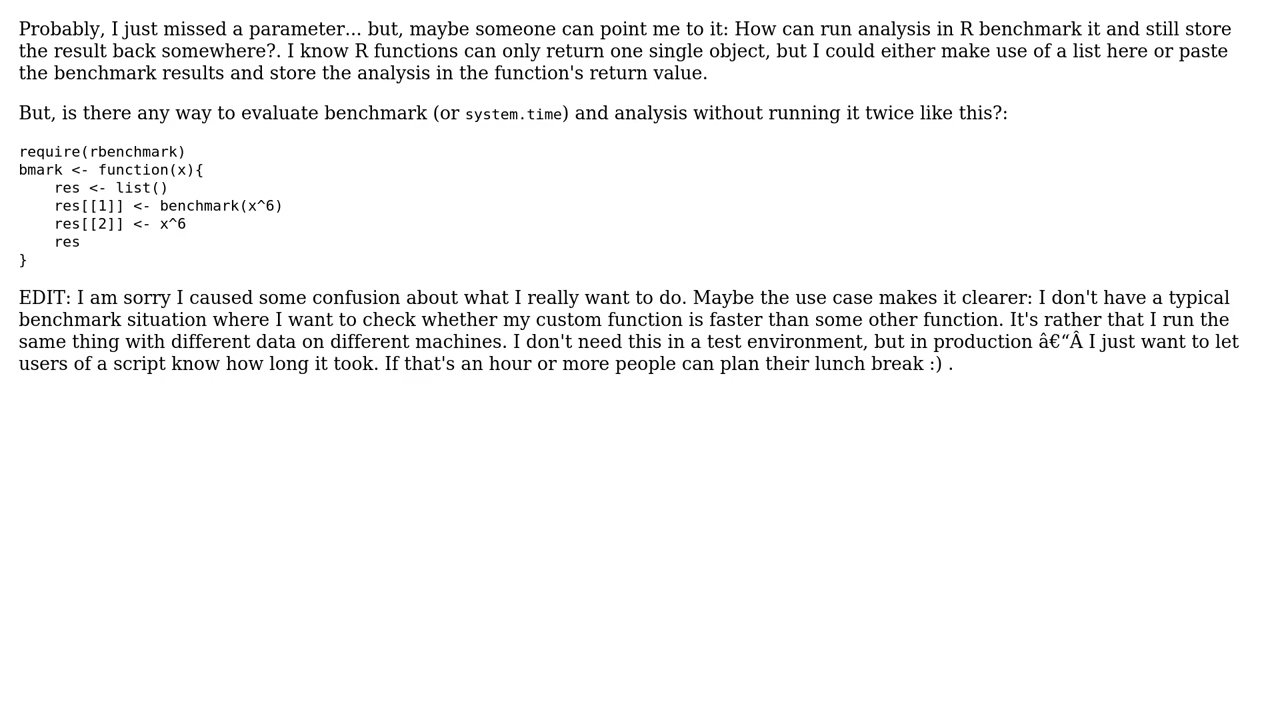 Probably, I just missed a parameter... but, maybe someone can point me to it: How can run analysis in R benchmark it and still store
the result back somewhere?. I know R functions can only return one single object, but I could either make use of a list here or paste
the benchmark results and store the analysis in the function's return value.
But, is there any way to evaluate benchmark (or system.time) and analysis without running it twice like this?:
require(rbenchmark)
bmark <- function(x){
    res <- list()
    res[[1]] <- benchmark(x^6)
    res[[2]] <- x^6
    res
}
EDIT: I am sorry I caused some confusion about what I really want to do. Maybe the use case makes it clearer: I don't have a typical
benchmark situation where I want to check whether my custom function is faster than some other function. It's rather that I run the
same thing with different data on different machines. I don't need this in a test environment, but in production â€“Â I just want to let
users of a script know how long it took. If that's an hour or more people can plan their lunch break :) .